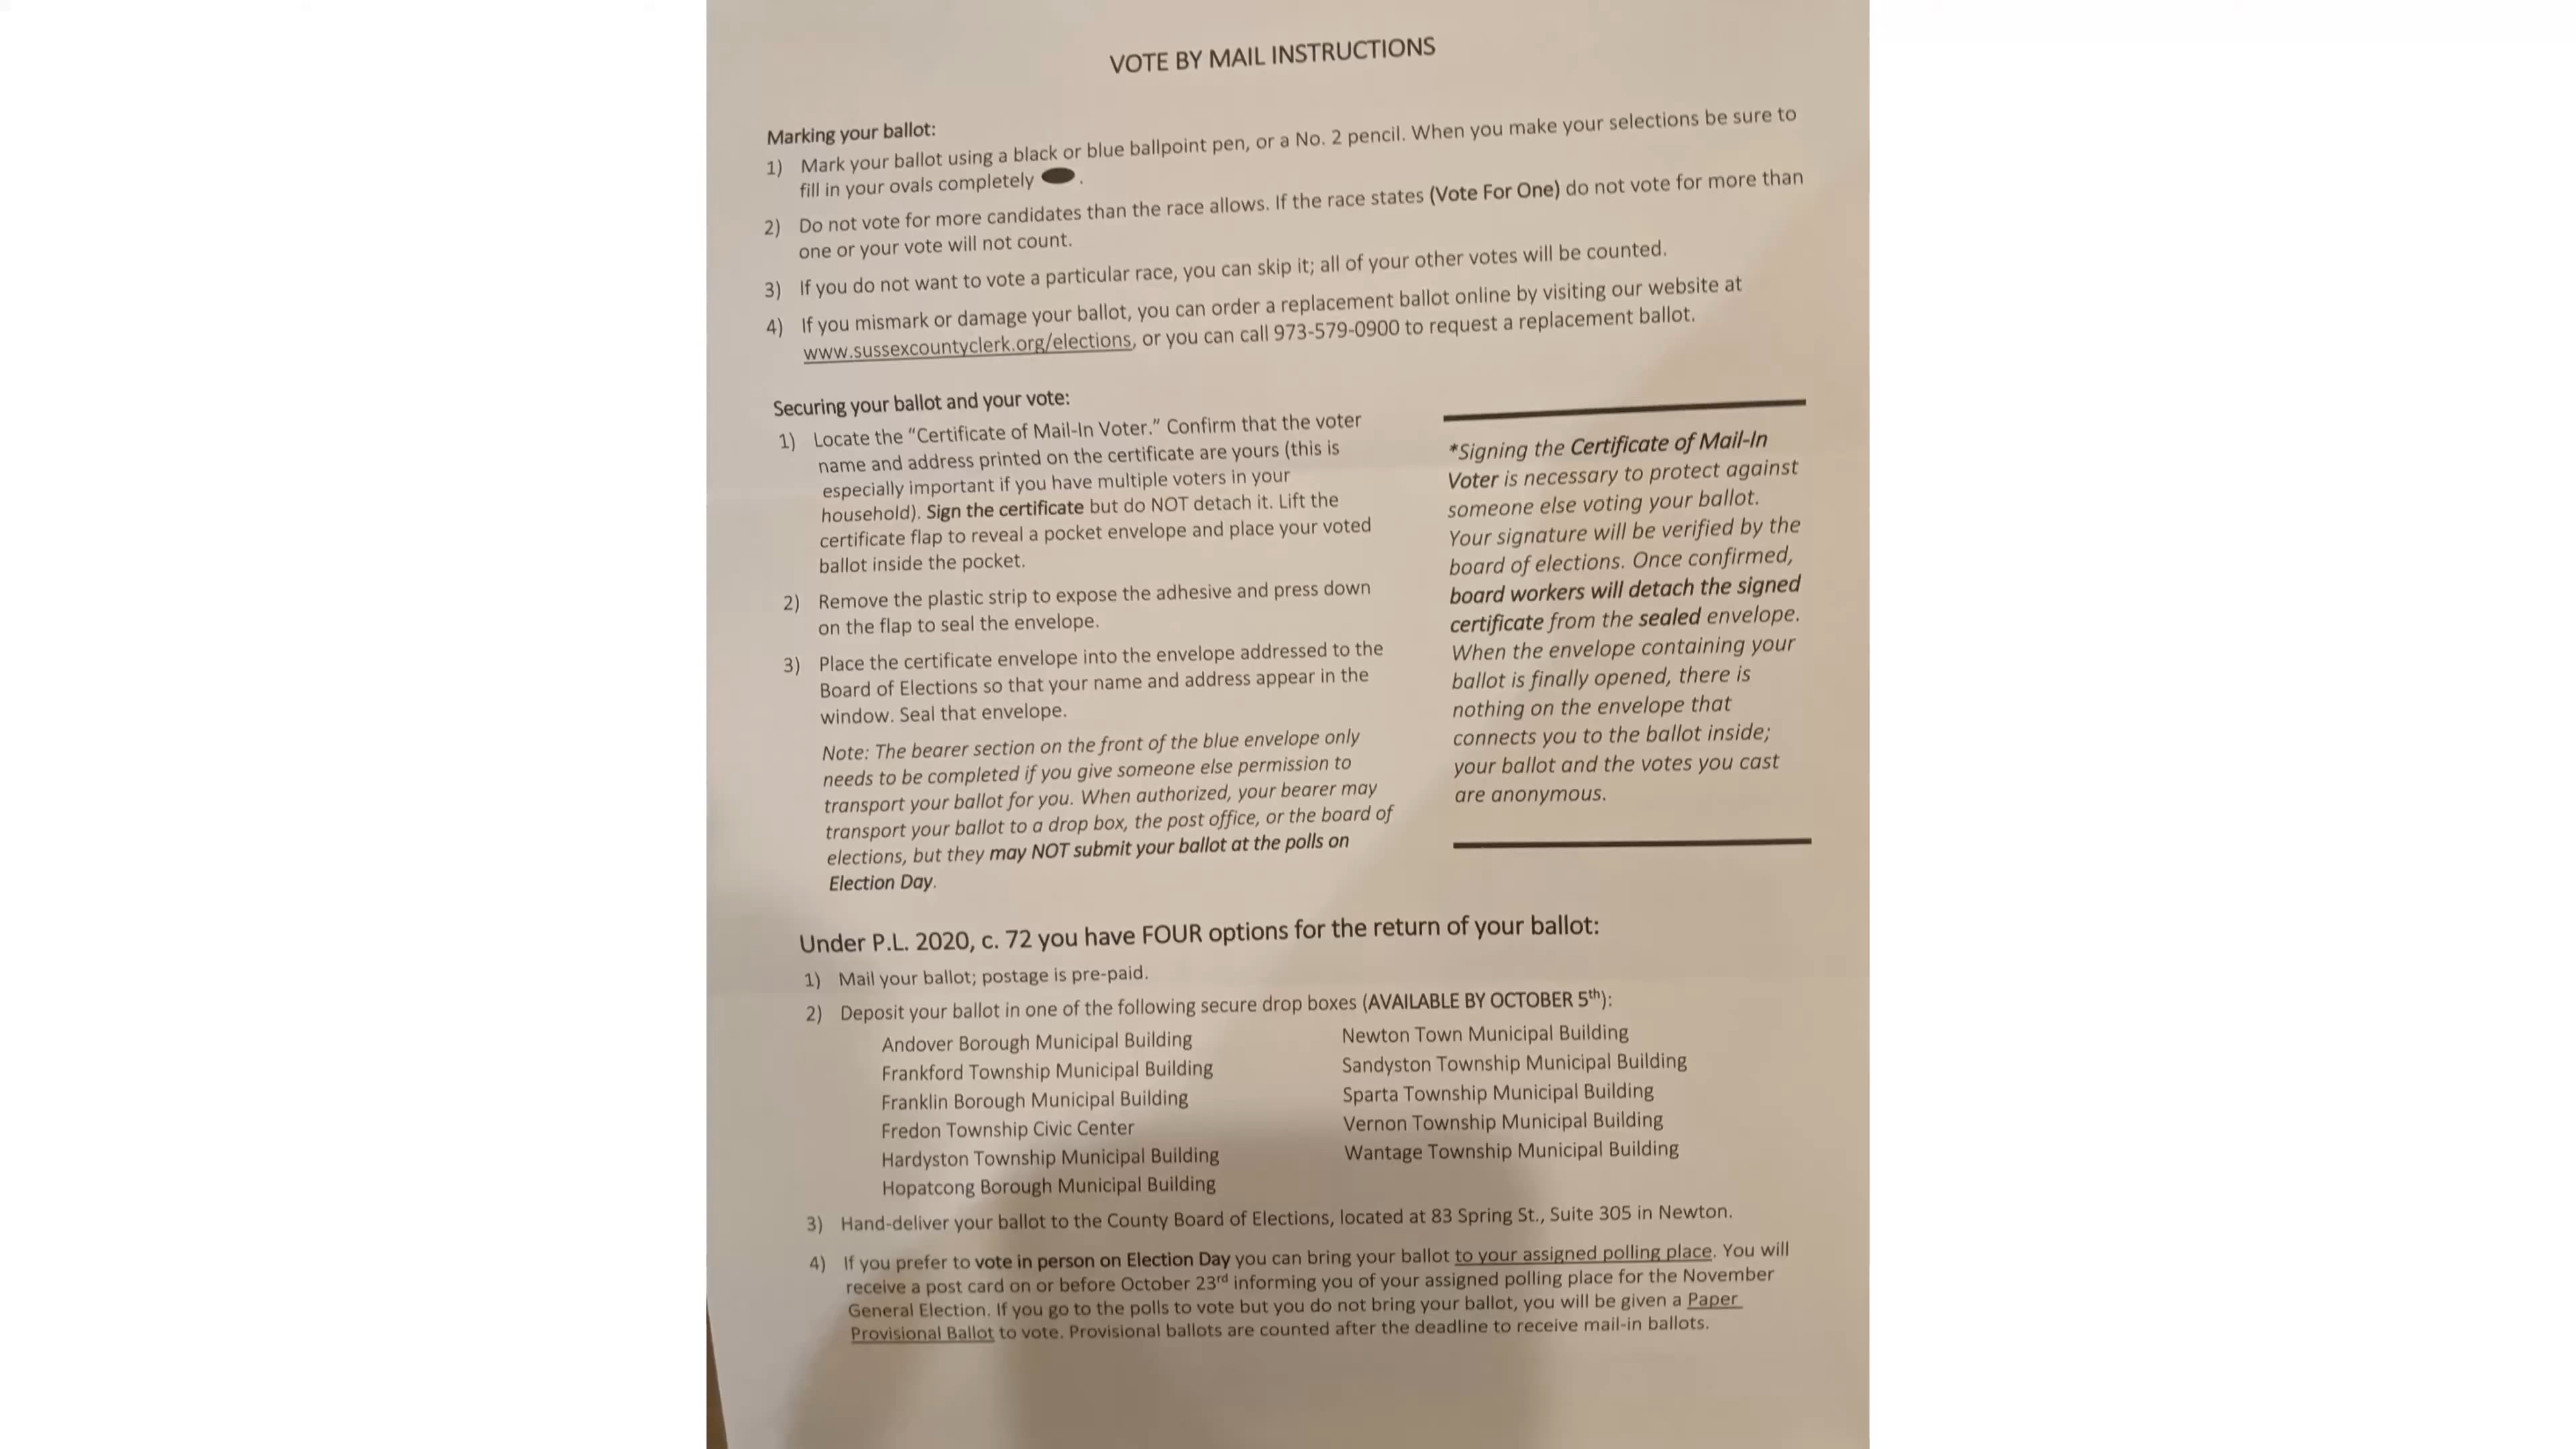 VOTE BY MAIL INSTRUCTIONS
Marking your ballot:
1) Mark your ballot using a black or blue ballpoint pen, or a No. 2 pencil. When you make your selections be sure to
fill in your ovals completely .
2) Do not vote for more candidates than the race allows. If the race states (Vote For One) do not vote for more than
one or your vote will not count.
3) If you do not want to vote a particular race, you can skip it; all of your other votes will be counted.
4) If you mismark or damage your ballot, you can order a replacement ballot online by visiting our website at
www.sussexcountyclerk.org/elections, or you can call 973-579-0900 to request a replacement ballot.
Securing your ballot and your vote:
1) Locate the “Certificate of Mail-In Voter.” Confirm that the voter
name and address printed on the certificate are yours (this is
especially important if you have multiple voters in your
household). Sign the certificate but do NOT detach it. Lift the
certificate flap to reveal a pocket envelope and place your voted
ballot inside the pocket.
2) Remove the plastic strip to expose the adhesive and press down
on the flap to seal the envelope.
3) Place the certificate envelope into the envelope addressed to the
Board of Elections so that your name and address appear in the
window. Seal that envelope.
Note: The bearer section on the front of the blue envelope only
needs to be completed if you give someone else permission to
transport your ballot for you. When authorized, your bearer may
transport your ballot to a drop box, the post office, or the board of
elections, but they may NOT submit your ballot at the polls on
Election Day.
*Signing the Certificate of Mail-In
Voter is necessary to protect against
someone else voting your ballot.
Your signature will be verified by the
board of elections. Once confirmed,
board workers will detach the signed
certificate from the sealed envelope.
When the envelope containing your
ballot is finally opened, there is
nothing on the envelope that
connects you to the ballot inside;
your ballot and the votes you cast
are anonymous.
Under P.L. 2020, c. 72 you have FOUR options for the return of your ballot:
1) Mail your ballot; postage is pre-paid.
2) Deposit your ballot in one of the following secure drop boxes (AVAILABLE BY OCTOBER 5th):
Andover Borough Municipal Building
Frankford Township Municipal Building
Franklin Borough Municipal Building
Fredon Township Civic Center
Hardyston Township Municipal Building
Hopatcong Borough Municipal Building
Newton Town Municipal Building
Sandyston Township Municipal Building
Sparta Township Municipal Building
Vernon Township Municipal Building
Wantage Township Municipal Building
3) Hand-deliver your ballot to the County Board of Elections, located at 83 Spring St., Suite 305 in Newton.
4) If you prefer to vote in person on Election Day you can bring your ballot to your assigned polling place. You will
receive a post card on or before October 23rd informing you of your assigned polling place for the November
General Election. If you go to the polls to vote but you do not bring your ballot, you will be given a Paper
Provisional Ballot to vote. Provisional ballots are counted after the deadline to receive mail-in ballots.